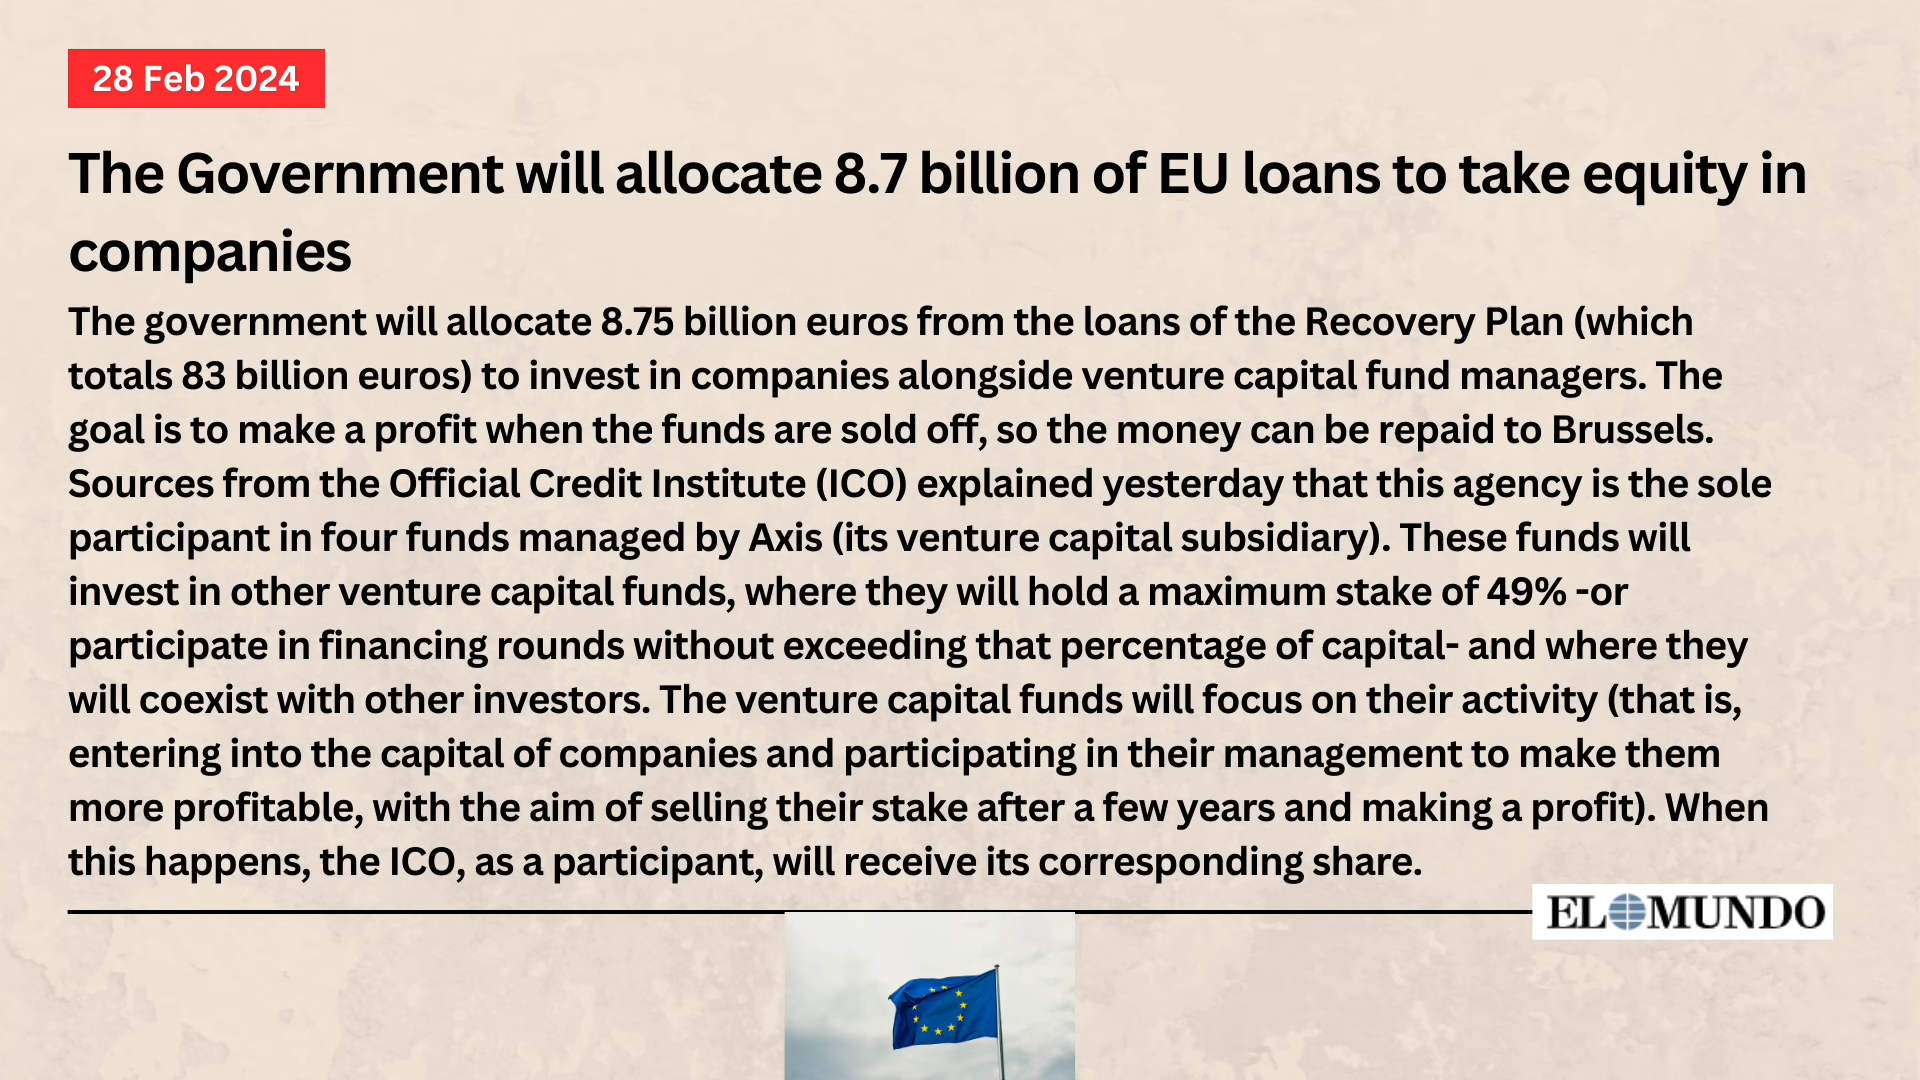 28 Feb 2024
The Government will allocate 8.7 billion of EU loans to take equity in
companies
The government will allocate 8.75 billion euros from the loans of the Recovery Plan (which
totals 83 billion euros) to invest in companies alongside venture capital fund managers. The
goal is to make a profit when the funds are sold off, so the money can be repaid to Brussels.
Sources from the Official Credit Institute (ICO) explained yesterday that this agency is the sole
participant in four funds managed by Axis (its venture capital subsidiary). These funds will
invest in other venture capital funds, where they will hold a maximum stake of 49% -or
participate in financing rounds without exceeding that percentage of capital- and where they
will coexist with other investors. The venture capital funds will focus on their activity (that is,
entering into the capital of companies and participating in their management to make them
more profitable, with the aim of selling their stake after a few years and making a profit). When
this happens, the ICO, as a participant, will receive its corresponding share.
EL MUNDO